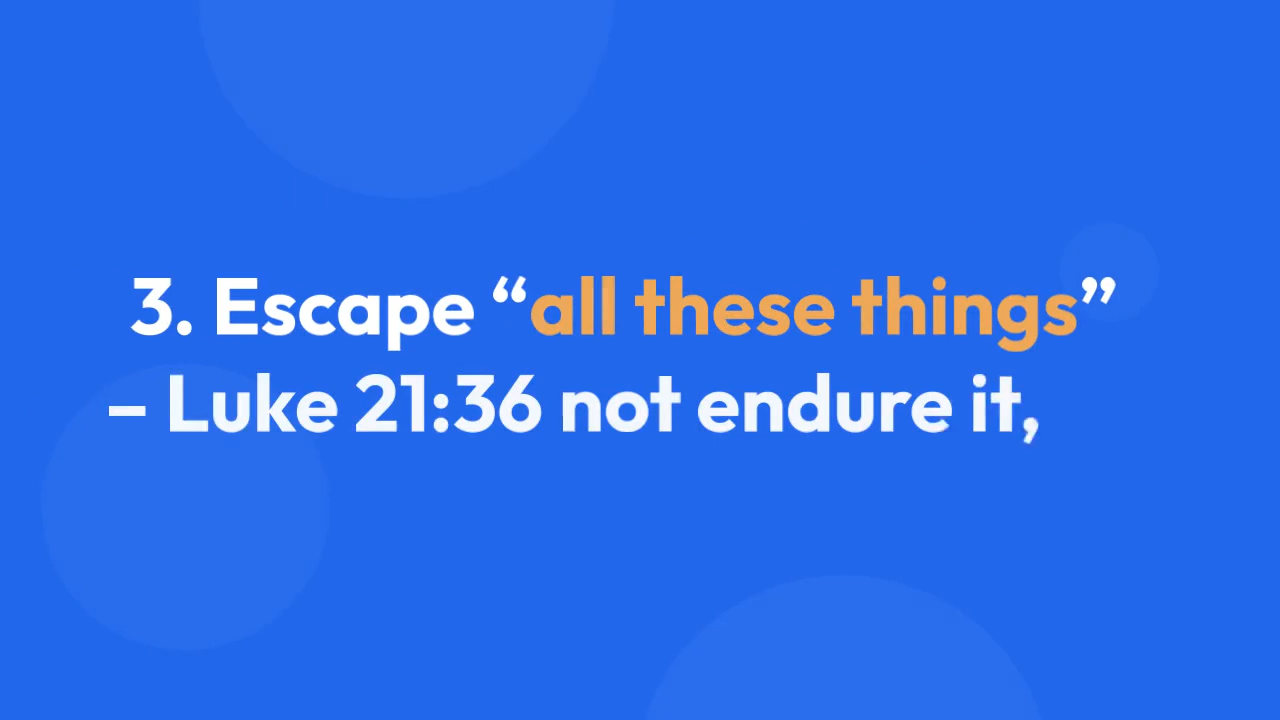 3. Escape “all these things”
– Luke 21:36 not endure it,